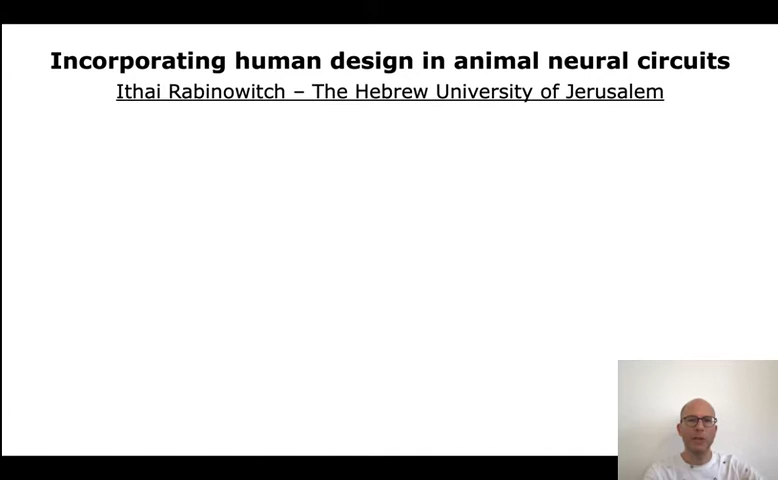 Incorporating human design in animal neural circuits
Ithai Rabinowitch – The Hebrew University of Jerusalem